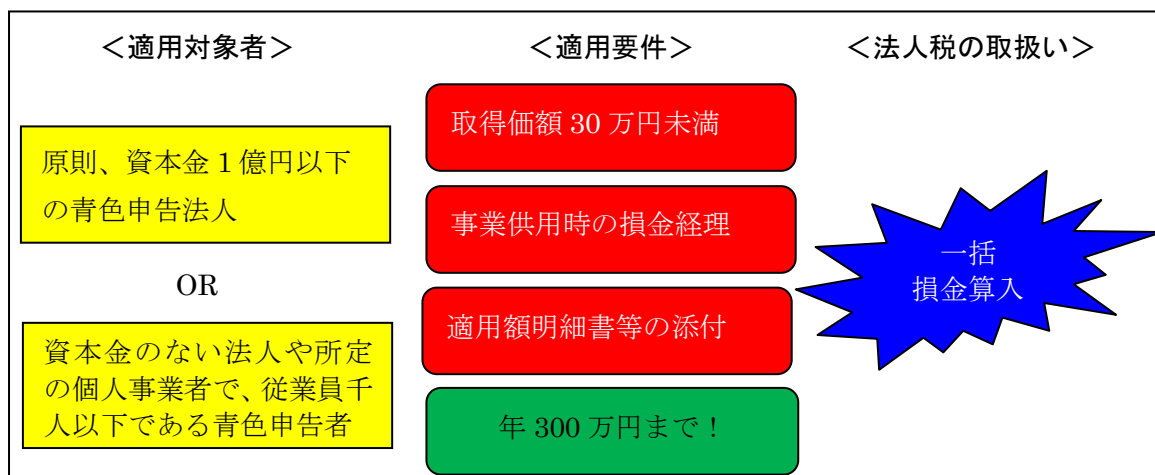 ＜適用対象者＞
原則、資本金１億円以下
の青色申告法人
OR
資本金のない法人や所定
の個人事業者で、従業員千
人以下である青色申告者
＜適用要件＞
取得価額 30 万円未満
事業供用時の損金経理
適用額明細書等の添付
年 300 万円まで！
＜法人税の取扱い＞
一括
損金算入